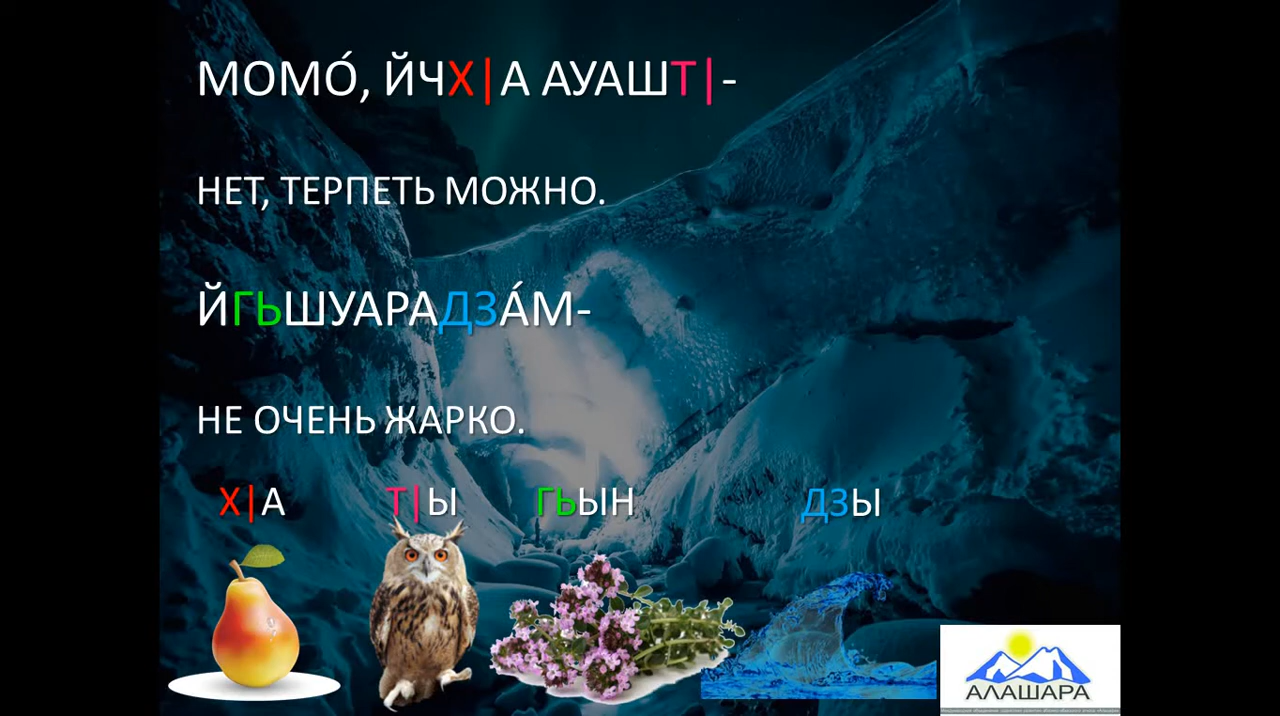 МОМО́, ЙЧХ|А АУАШТ|-
НЕТ, ТЕРПЕТЬ МОЖНО.
ЙГЬШУАРАДЗА́М-
НЕ ОЧЕНЬ ЖАРКО.
Х|А Т|Ы ГЬЫН ДЗЫ
АЛАШАРА